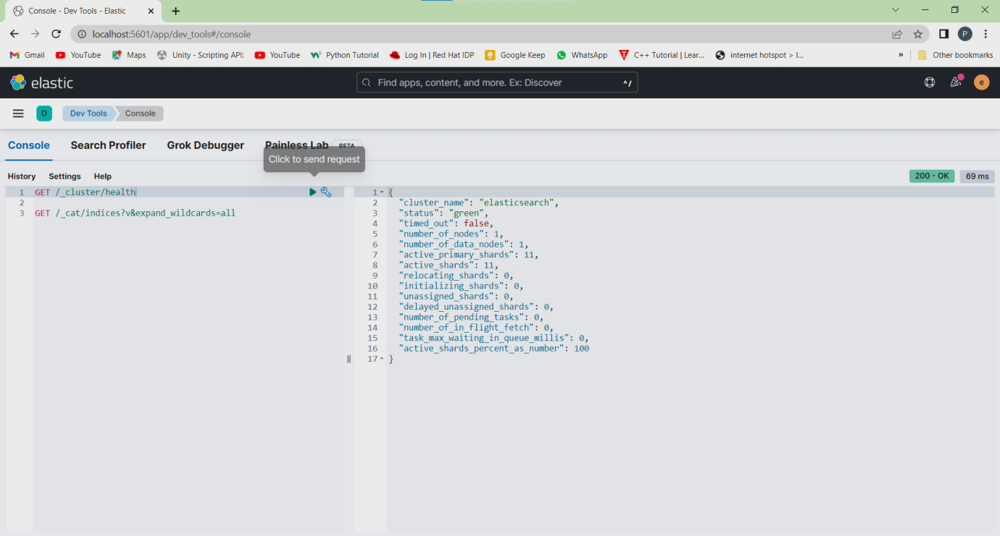 Console - Dev Tools - Elastic
localhost:5601/app/dev_tools#/console
P
Gmail YouTube Maps Unity - Scripting API: YouTube Python Tutorial Log In | Red Hat IDP Google Keep WhatsApp C++ Tutorial | Lear... internet hotspot > I... » Other bookmarks
elastic Find apps, content, and more. Ex: Discover ^/ e
D Dev Tools Console
Console Search Profiler Grok Debugger Painless Lab BETA
Click to send request
History Settings Help 200 - OK 69 ms
1 GET /_cluster/health
2
3 GET /_cat/indices?v&expand_wildcards=all
1 {
2 "cluster_name": "elasticsearch",
3 "status": "green",
4 "timed_out": false,
5 "number_of_nodes": 1,
6 "number_of_data_nodes": 1,
7 "active_primary_shards": 11,
8 "active_shards": 11,
9 "relocating_shards": 0,
10 "initializing_shards": 0,
11 "unassigned_shards": 0,
12 "delayed_unassigned_shards": 0,
13 "number_of_pending_tasks": 0,
14 "number_of_in_flight_fetch": 0,
15 "task_max_waiting_in_queue_millis": 0,
16 "active_shards_percent_as_number": 100
17 }